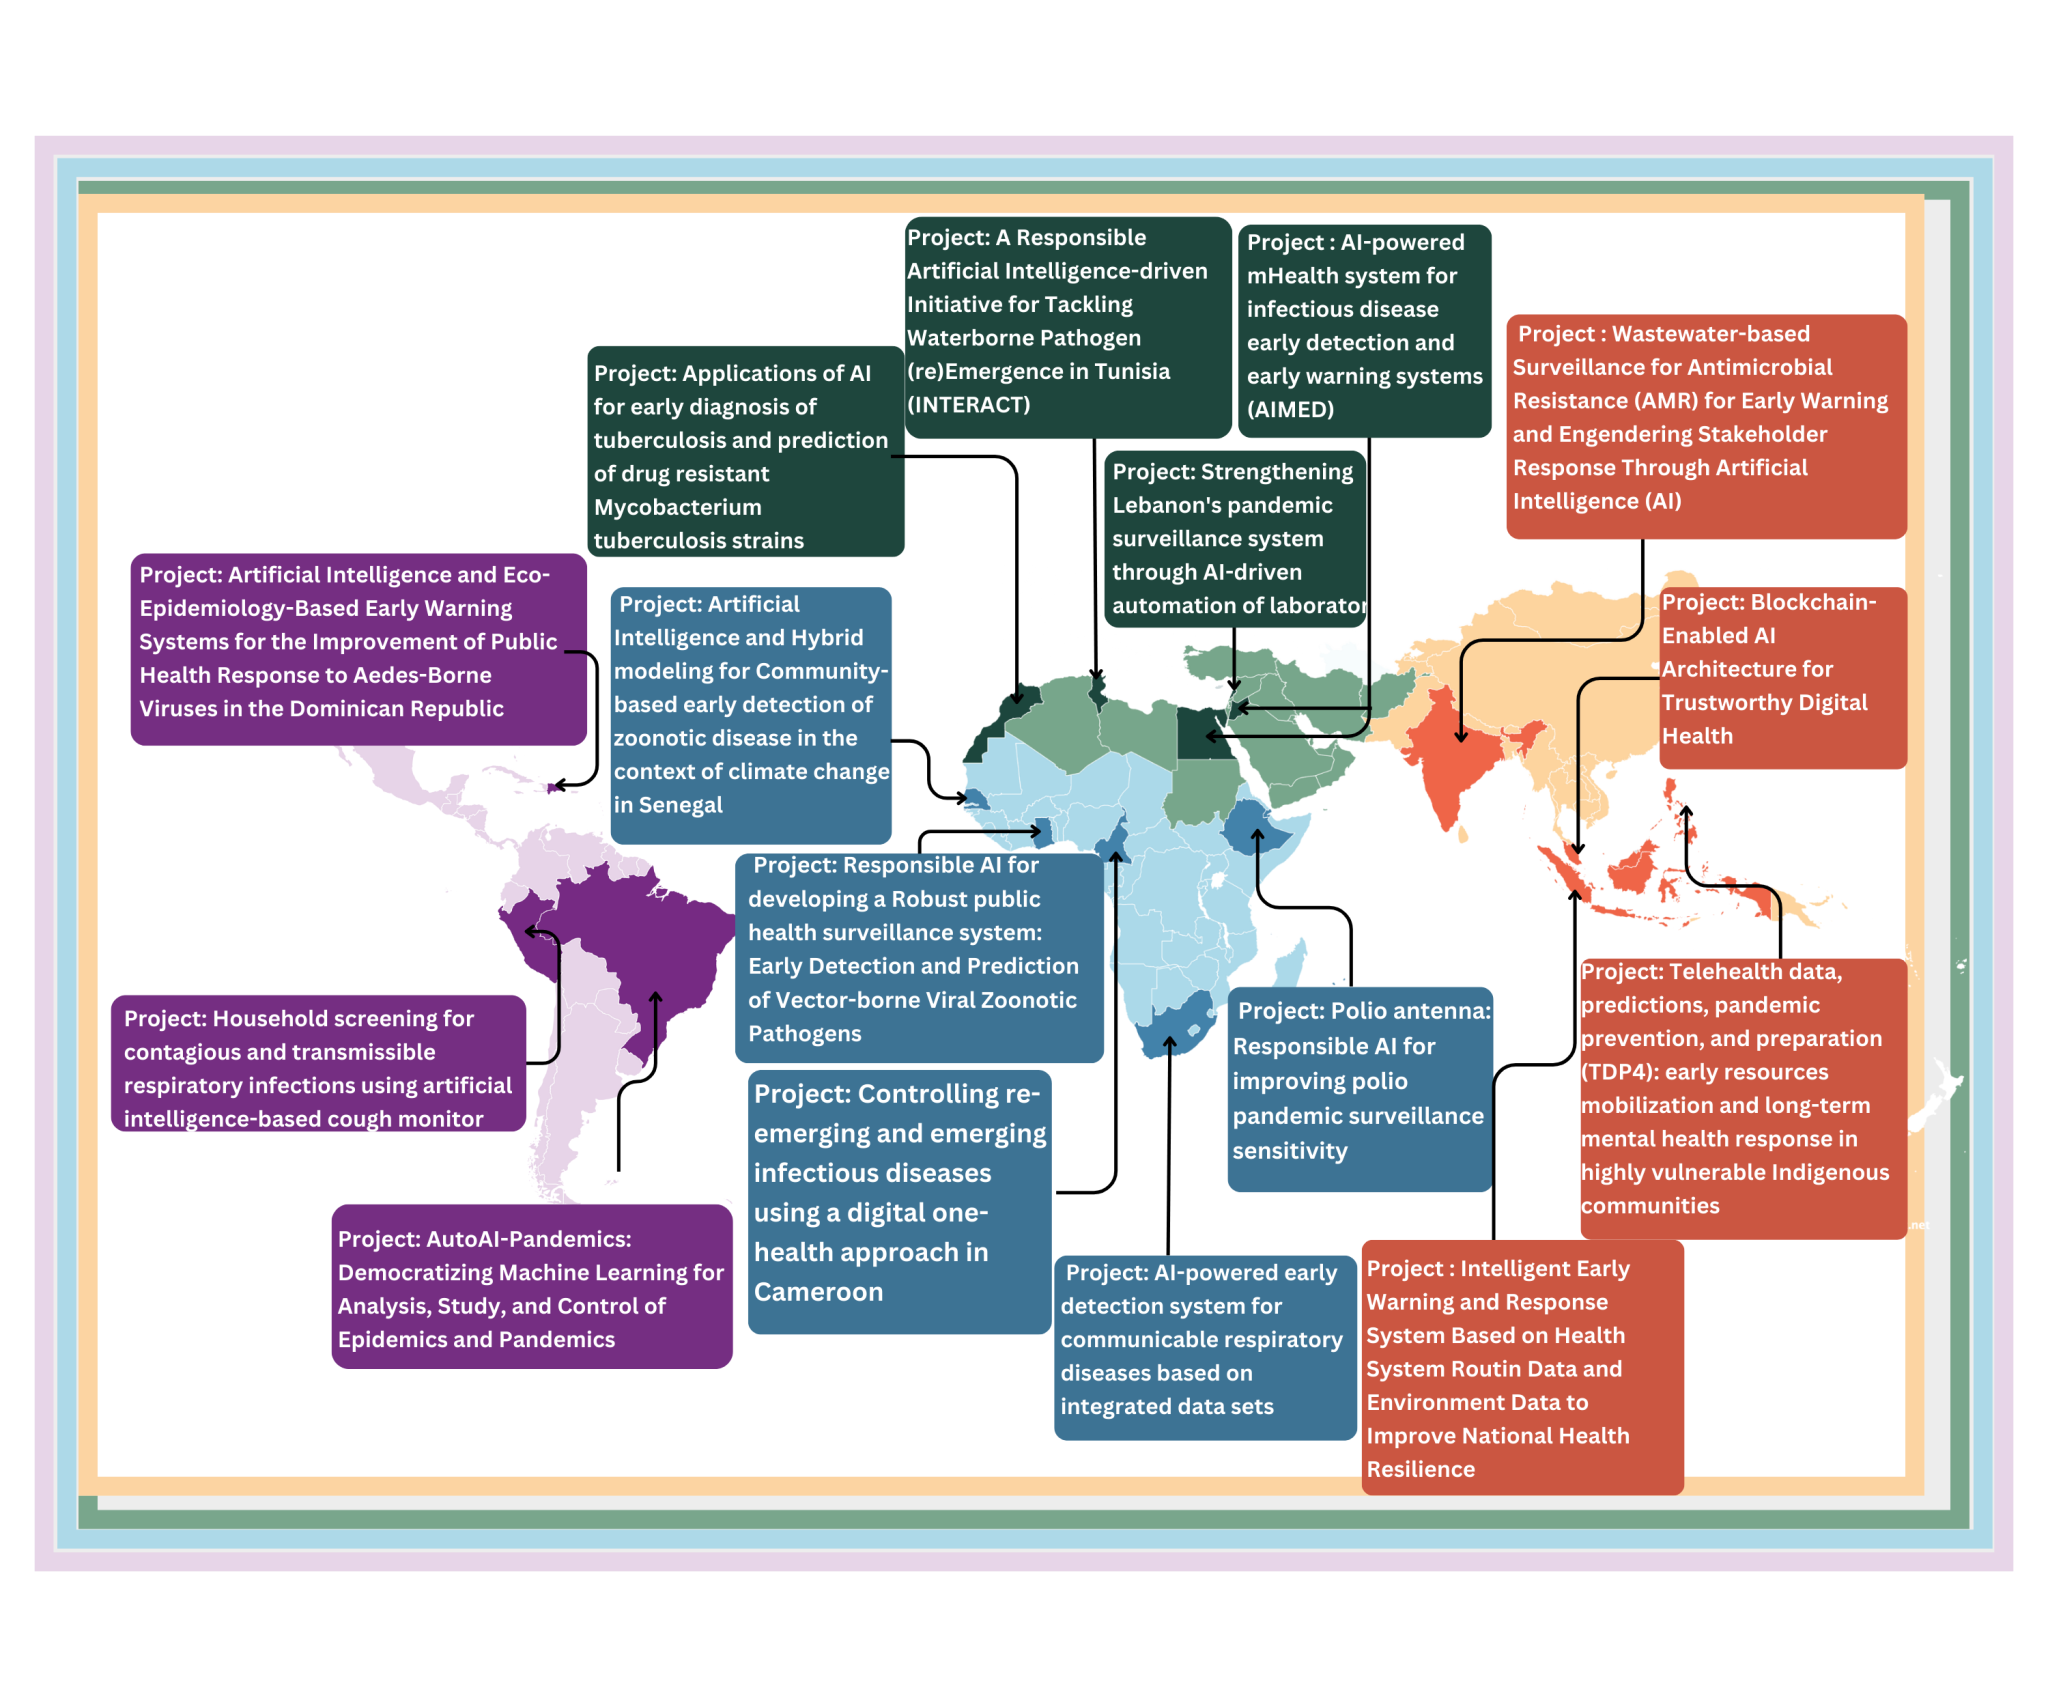 Project: A Responsible
Artificial Intelligence-driven
Initiative for Tackling
Waterborne Pathogen
(re)Emergence in Tunisia
(INTERACT)
Project : AI-powered
mHealth system for
infectious disease
early detection and
early warning systems
(AIMED)
Project : Wastewater-based
Surveillance for Antimicrobial
Resistance (AMR) for Early Warning
and Engendering Stakeholder
Response Through Artificial
Intelligence (AI)
Project: Applications of AI
for early diagnosis of
tuberculosis and prediction
of drug resistant
Mycobacterium
tuberculosis strains
Project: Strengthening
Lebanon's pandemic
surveillance system
through AI-driven
automation of laborator
Project: Artificial Intelligence and Eco-
Epidemiology-Based Early Warning
Systems for the Improvement of Public
Health Response to Aedes-Borne
Viruses in the Dominican Republic
Project: Artificial
Intelligence and Hybrid
modeling for Community-
based early detection of
zoonotic disease in the
context of climate change
in Senegal
Project: Blockchain-
Enabled AI
Architecture for
Trustworthy Digital
Health
Project: Responsible AI for
developing a Robust public
health surveillance system:
Early Detection and Prediction
of Vector-borne Viral Zoonotic
Pathogens
Project: Household screening for
contagious and transmissible
respiratory infections using artificial
intelligence-based cough monitor
Project: Polio antenna:
Responsible AI for
improving polio
pandemic surveillance
sensitivity
Project: Telehealth data,
predictions, pandemic
prevention, and preparation
(TDP4): early resources
mobilization and long-term
mental health response in
highly vulnerable Indigenous
communities
.net
Project: Controlling re-
emerging and emerging
infectious diseases
using a digital one-
health approach in
Cameroon
Project: AutoAI-Pandemics:
Democratizing Machine Learning for
Analysis, Study, and Control of
Epidemics and Pandemics
Project: AI-powered early
detection system for
communicable respiratory
diseases based on
integrated data sets
Project : Intelligent Early
Warning and Response
System Based on Health
System Routin Data and
Environment Data to
Improve National Health
Resilience